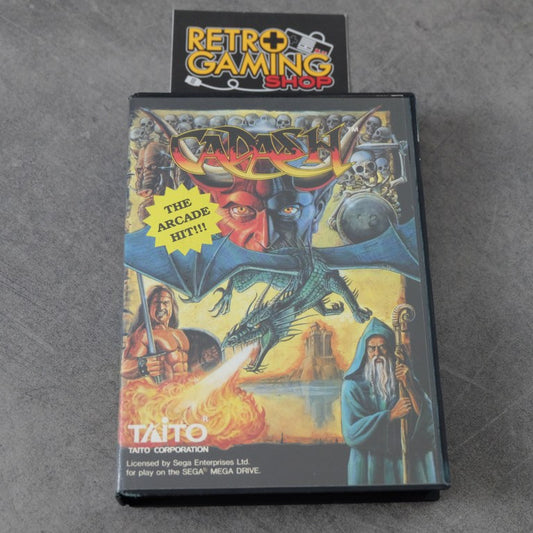 RETRO
GAMING
SHOP
CADASH
THE
ARCADE
HIT!!!
TAITO®
TAITO CORPORATION
Licensed by Sega Enterprises Ltd.
for play on the SEGA® MEGA DRIVE.